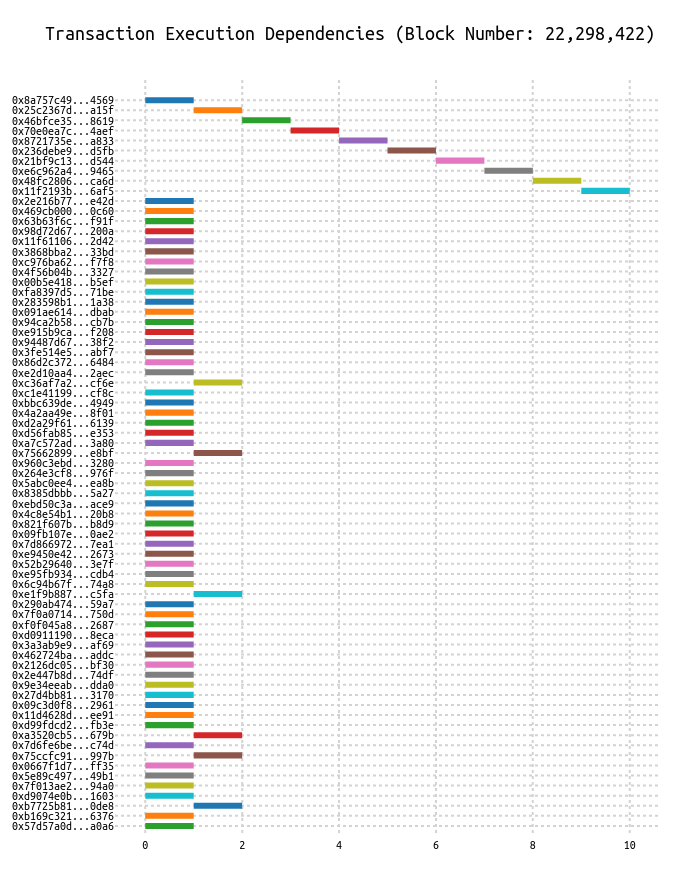 Transaction Execution Dependencies (Block Number: 22,298,422)
0x8a757c49...4569
0x25c2367d...a15f
0x46bfce35...8619
0x70e0ea7c...4aef
0x8721735e...a833
0x236debe9...d5fb
0x21bf9c13...d544
0xe6c962a4...9465
0x48fc2806...ca6d
0x11f2193b...6af5
0x2e216b77...e42d
0x469cb000...0c60
0x63b63f6c...f91f
0x98d72d67...200a
0x11f61106...2d42
0x3868bba2...33bd
0xc976ba62...f7f8
0x4f56b04b...3327
0x00b5e418...b5ef
0xfa8397d5...71be
0x283598b1...1a38
0x091ae614...dbab
0x94ca2b58...cb7b
0xe915b9ca...f208
0x94487d67...38f2
0x3fe514e5...abf7
0x86d2c372...6484
0xe2d10aa4...2aec
0xc36af7a2...cf6e
0xc1e41199...cf8c
0xbbc639de...4949
0x4a2aa49e...8f01
0xd2a29f61...6139
0xd56fab85...e353
0xa7c572ad...3a80
0x75662899...e8bf
0x960c3ebd...3280
0x264e3cf8...976f
0x5abc0ee4...ea8b
0x8385dbbb...5a27
0xebd50c3a...ace9
0x4c8e54b1...20b8
0x821f607b...b8d9
0x09fb107e...0ae2
0x7d866972...7ea1
0xe9450e42...2673
0x52b29640...3e7f
0xe95fb934...cdb4
0x6c94b67f...74a8
0xe1f9b887...c5fa
0x290ab474...59a7
0x7f0a0714...750d
0xf0f045a8...2687
0xd0911190...8eca
0x3a3ab9e9...af69
0x462724ba...addc
0x2126dc05...bf30
0x2e447b8d...74df
0x9e34eeab...dda0
0x27d4bb81...3170
0x09c3d0f8...2961
0x11d4628d...ee91
0xd99fdcd2...fb3e
0xa3520cb5...679b
0x7d6fe6be...c74d
0x75ccfc91...997b
0x0667f1d7...ff35
0x5e89c497...49b1
0x7f013ae2...94a0
0xd9074e0b...1603
0xb7725b81...0de8
0xb169c321...6376
0x57d57a0d...a0a6
0 2 4 6 8 10